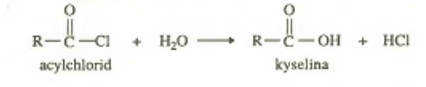 O O
R—C—Cl + H₂O ⟶ R—C—OH + HCl
acylchlorid kyselina